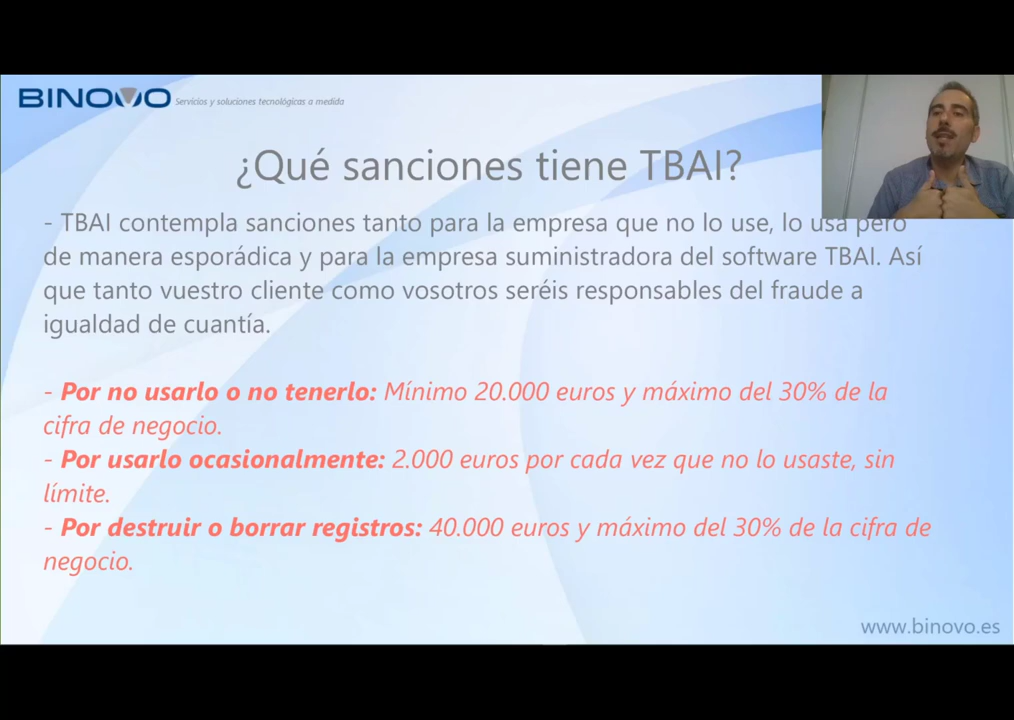 BINOVO Servicios y soluciones tecnológicas a medida
¿Qué sanciones tiene TBAI?
- TBAI contempla sanciones tanto para la empresa que no lo use, lo usa pero
de manera esporádica y para la empresa suministradora del software TBAI. Así
que tanto vuestro cliente como vosotros seréis responsables del fraude a
igualdad de cuantía.
- Por no usarlo o no tenerlo: Mínimo 20.000 euros y máximo del 30% de la
cifra de negocio.
- Por usarlo ocasionalmente: 2.000 euros por cada vez que no lo usaste, sin
límite.
- Por destruir o borrar registros: 40.000 euros y máximo del 30% de la cifra de
negocio.
www.binovo.es